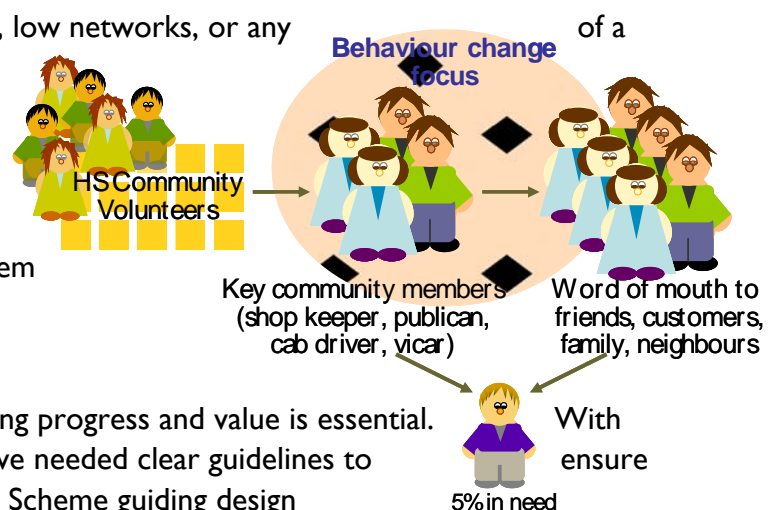 , low networks, or any of a
Behaviour change
focus
HS Community
Volunteers
em
Key community members
(shop keeper, publican,
cab driver, vicar)
Word of mouth to
friends, customers,
family, neighbours
ng progress and value is essential. With
ve needed clear guidelines to ensure
Scheme guiding design
5% in need